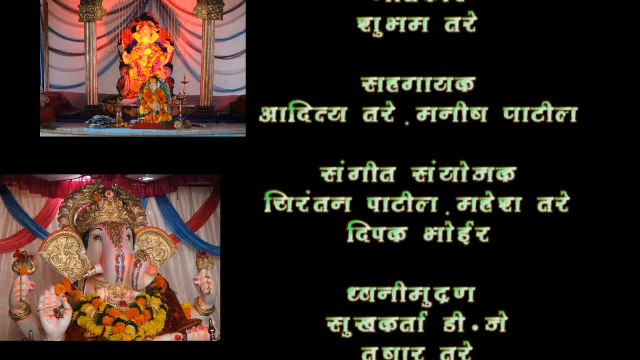 शुभम तरे
सहगायक
आदित्य तरे . मनीष पाटील
संगीत संयोजक
चिरंतन पाटील . महेश तरे
दिपक भोईर
ध्वनीमुद्रण
सुखकर्ता डी . जे
तुषार तरे